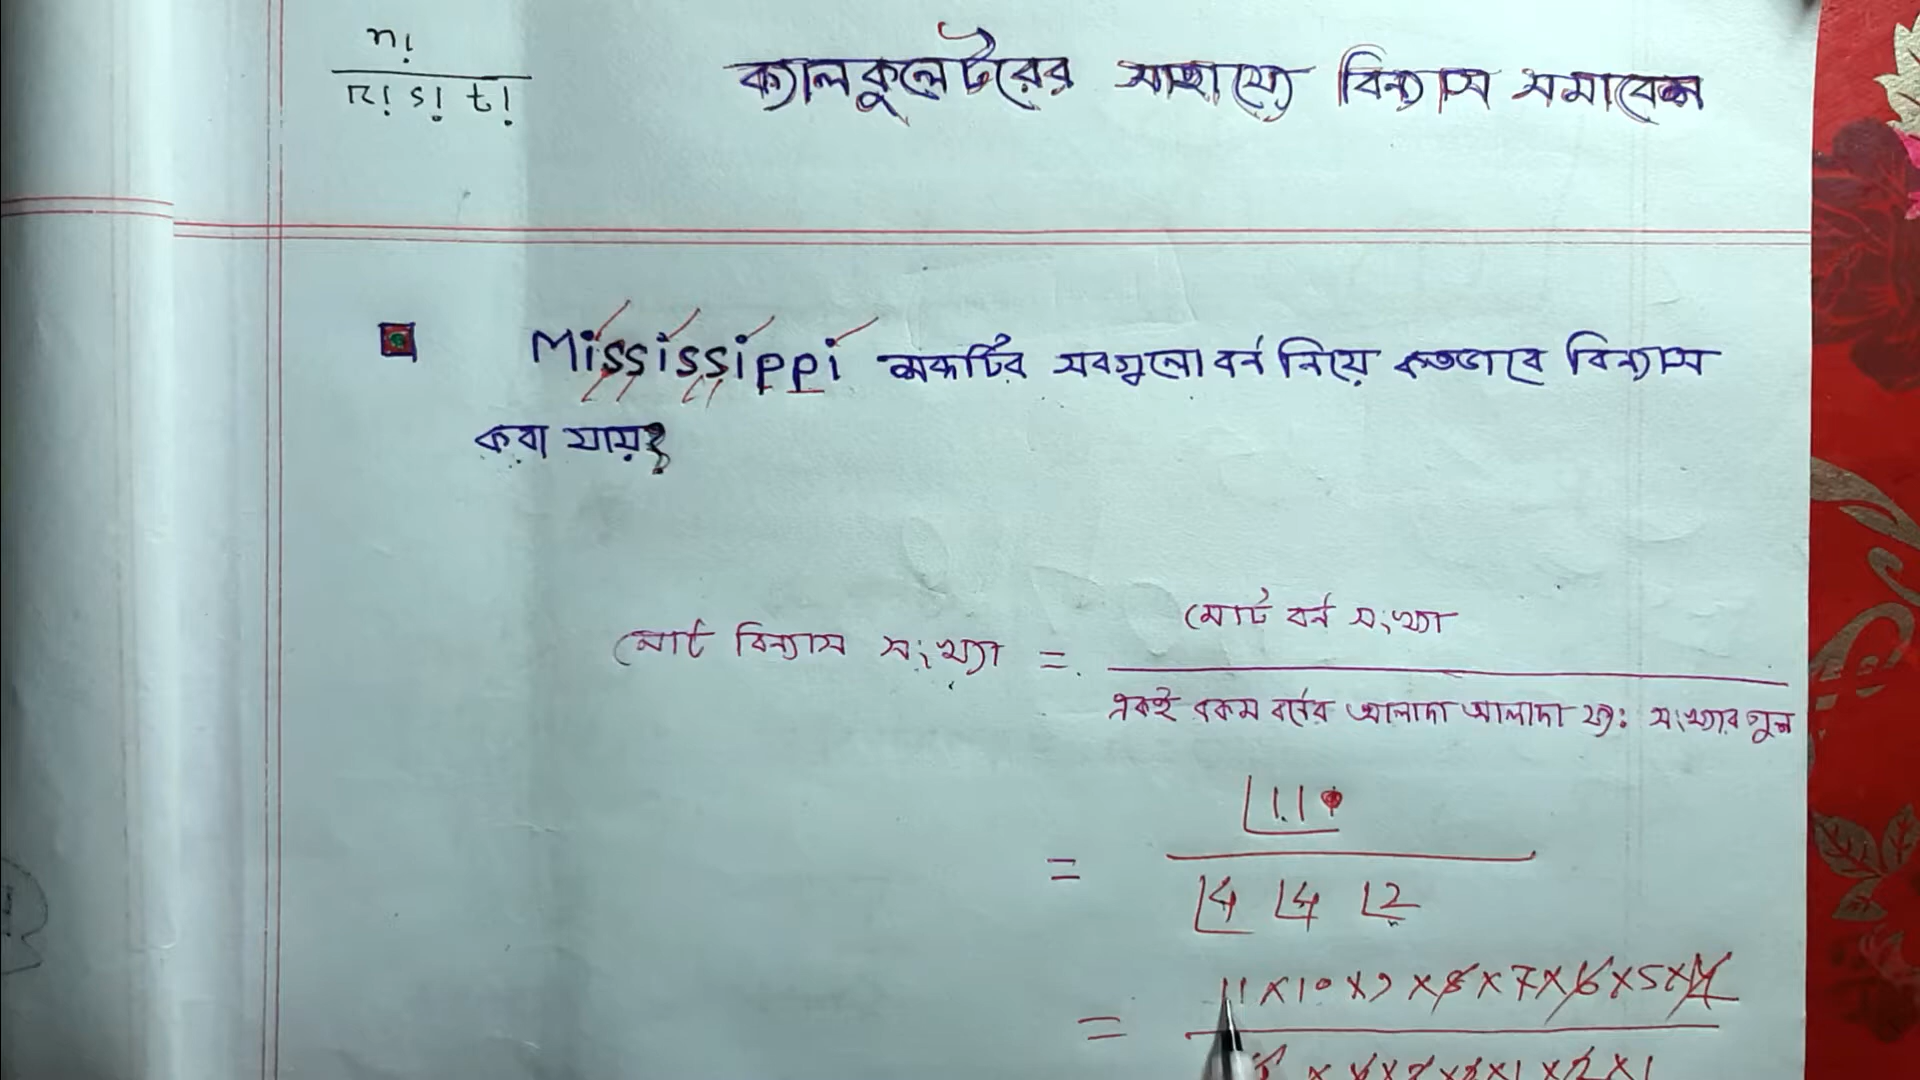 n!
r! s! t!
ক্যালকুলেটরের সাহায্যে বিন্যাস সমাবেশ
Mississippi শব্দটির সবগুলো বর্ন নিয়ে কতভাবে বিন্যাস
করা যায়?
মোট বিন্যাস সংখ্যা =
মোট বর্ন সংখ্যা
একই রকম বর্নের আলাদা আলাদা সংখ্যার গুন
= ⌊11
⌊4 ⌊4 ⌊2
= 11×10×9×8×7×6×5×⌊4